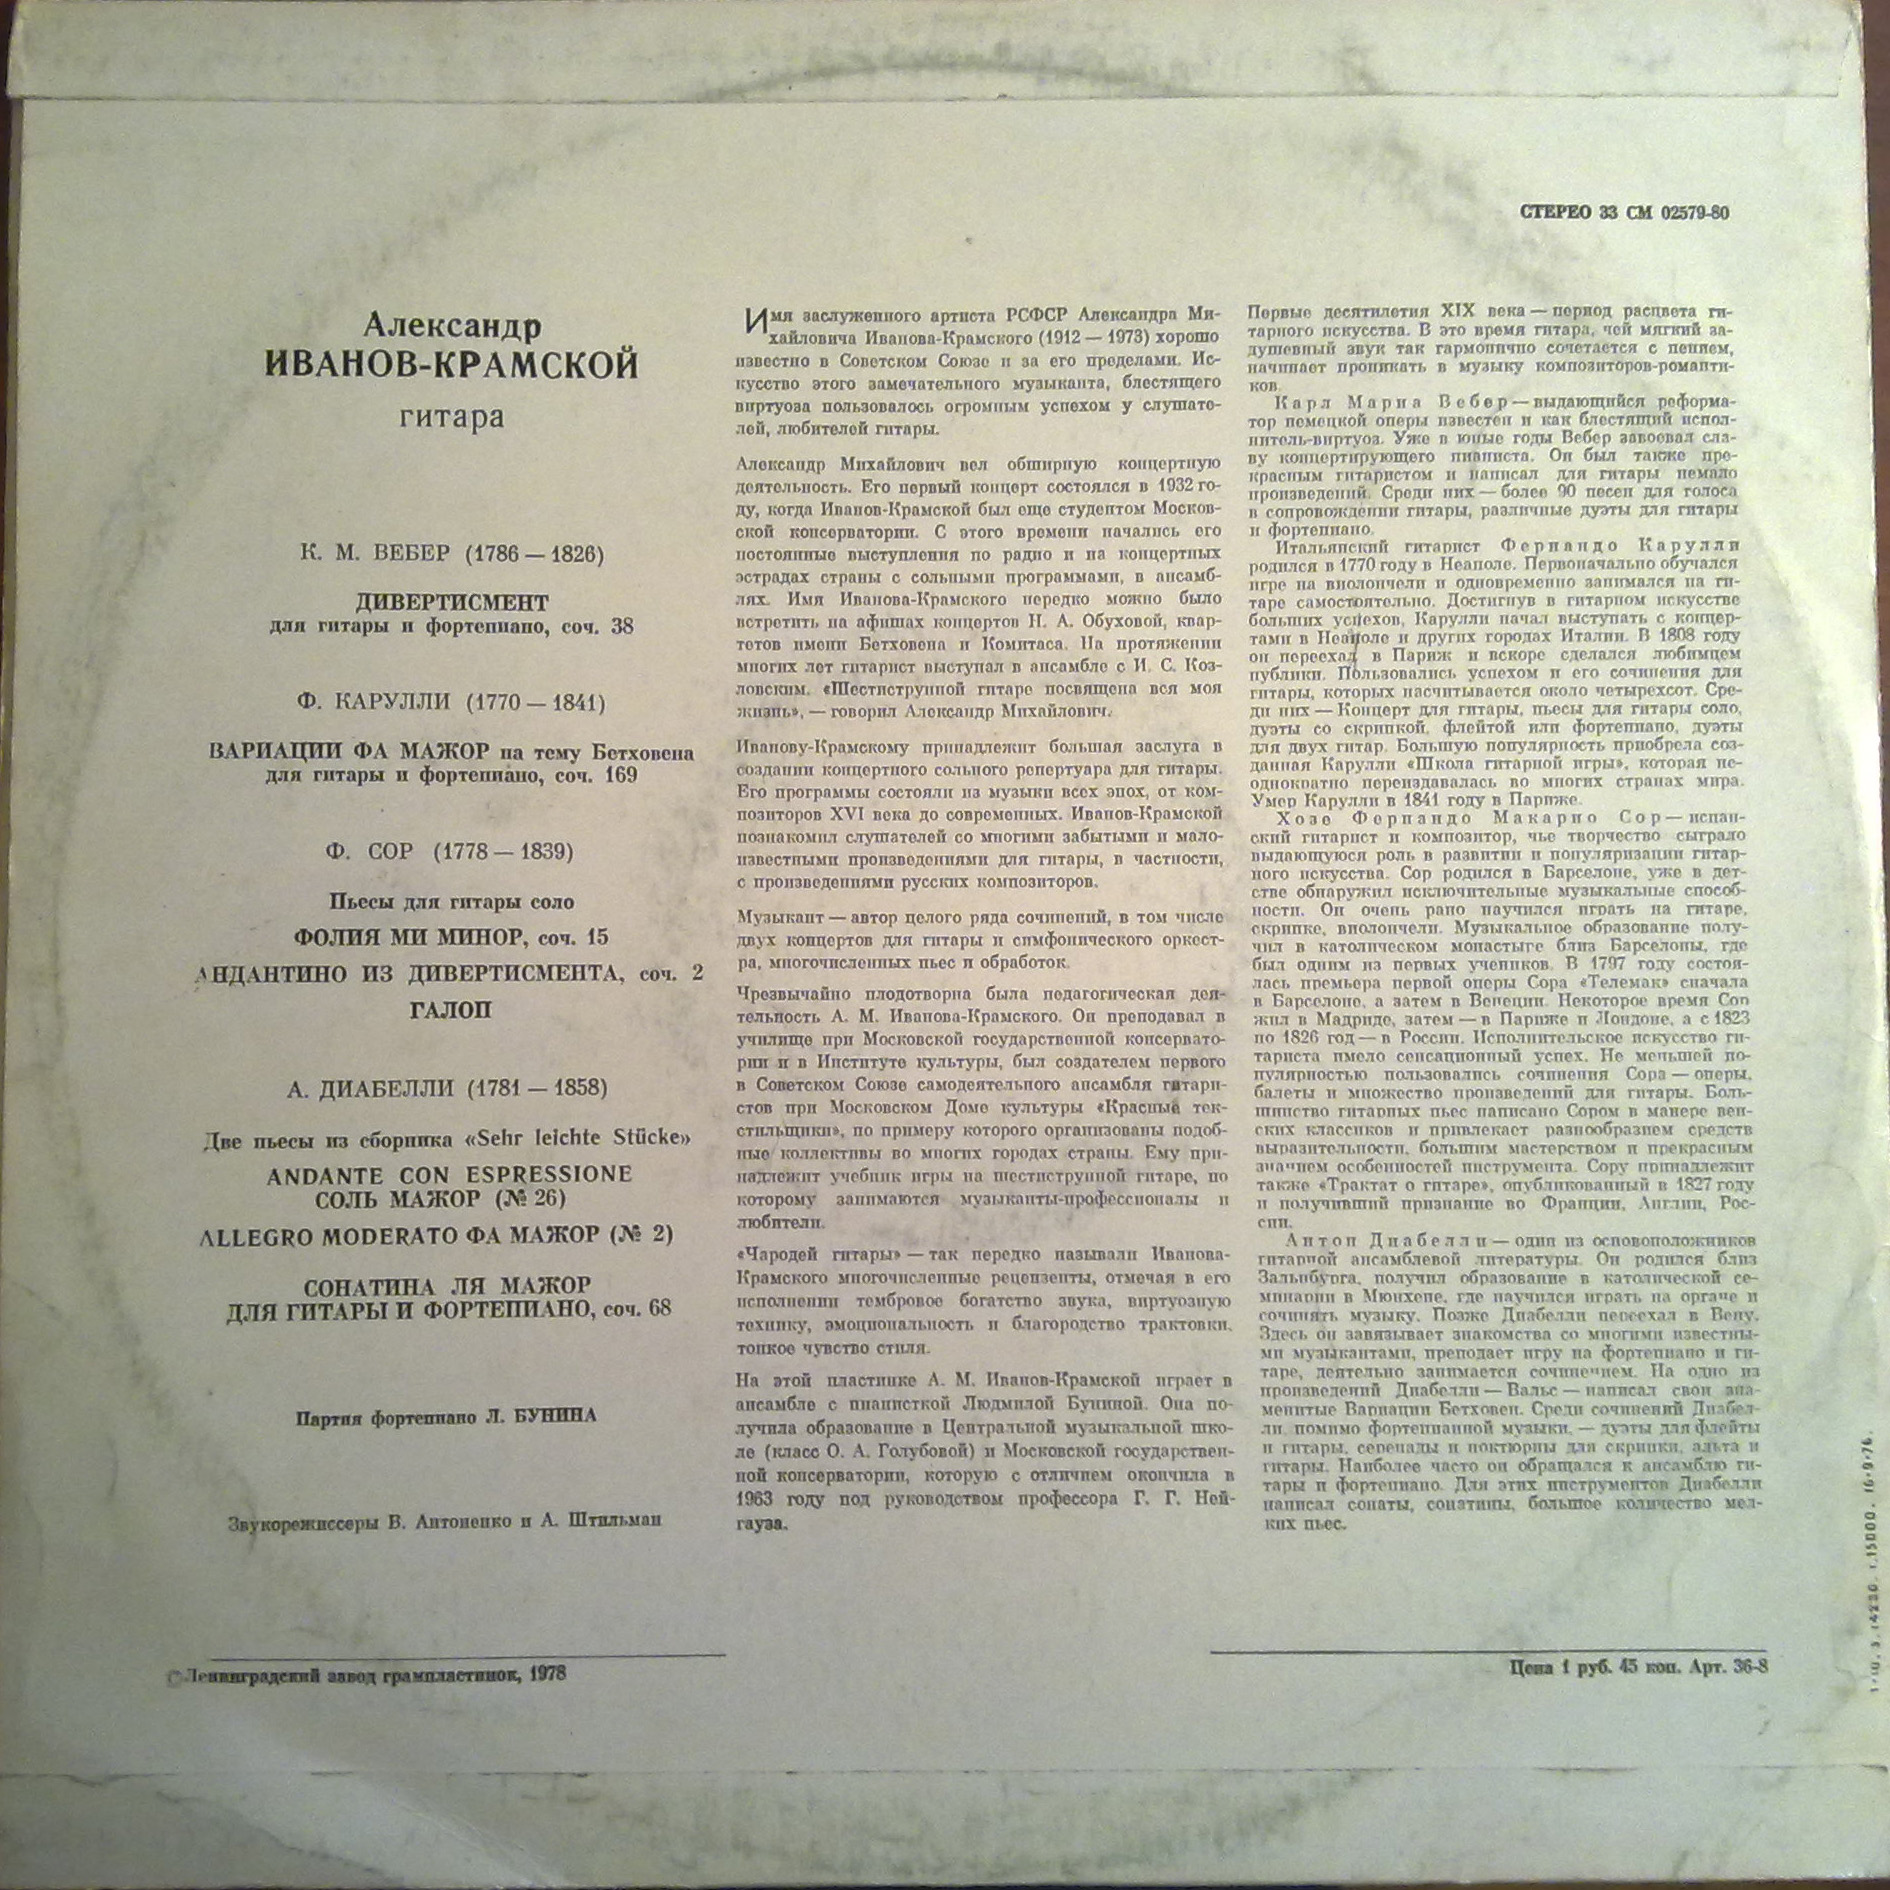 СТЕРЕО 33 СМ 02579-80
Александр
ИВАНОВ-КРАМСКОЙ
гитара
К. М. ВЕБЕР (1786 — 1826)
ДИВЕРТИСМЕНТ
для гитары и фортепиано, соч. 38
Ф. КАРУЛЛИ (1770 — 1841)
ВАРИАЦИИ ФА МАЖОР на тему Бетховена
для гитары и фортепиано, соч. 169
Ф. СОР (1778 — 1839)
Пьесы для гитары соло
ФОЛИЯ МИ МИНОР, соч. 15
АНДАНТИНО ИЗ ДИВЕРТИСМЕНТА, соч. 2
ГАЛОП
А. ДИАБЕЛЛИ (1781 — 1858)
Две пьесы из сборника «Sehr leichte Stücke»
ANDANTE CON ESPRESSIONE
СОЛЬ МАЖОР (№ 26)
ALLEGRO MODERATO ФА МАЖОР (№ 2)
СОНАТИНА ЛЯ МАЖОР
ДЛЯ ГИТАРЫ И ФОРТЕПИАНО, соч. 68
Партия фортепиано Л. БУНИНА
Звукорежиссеры В. Антоненко и А. Штильман
Имя заслуженного артиста РСФСР Александра Ми-
хайловича Иванова-Крамского (1912 — 1973) хорошо
известно в Советском Союзе и за его пределами. Ис-
кусство этого замечательного музыканта, блестящего
виртуоза пользовалось огромным успехом у слушате-
лей, любителей гитары.
Александр Михайлович вел обширную концертную
деятельность. Его первый концерт состоялся в 1932 го-
ду, когда Иванов-Крамской был еще студентом Москов-
ской консерватории. С этого времени начались его
постоянные выступления по радио и на концертных
эстрадах страны с сольными программами, в ансамб-
лях. Имя Иванова-Крамского нередко можно было
встретить на афишах концертов Н. А. Обуховой, квар-
тетов имени Бетховена и Комитаса. На протяжении
многих лет гитарист выступал в ансамбле с И. С. Коз-
ловским. «Шестиструнной гитаре посвящена вся моя
жизнь», — говорил Александр Михайлович.
Иванову-Крамскому принадлежит большая заслуга в
создании концертного сольного репертуара для гитары.
Его программы состояли из музыки всех эпох, от ком-
позиторов XVI века до современных. Иванов-Крамской
познакомил слушателей со многими забытыми и мало-
известными произведениями для гитары, в частности,
с произведениями русских композиторов.
Музыкант — автор целого ряда сочинений, в том числе
двух концертов для гитары и симфонического оркест-
ра, многочисленных пьес и обработок.
Чрезвычайно плодотворна была педагогическая дея-
тельность А. М. Иванова-Крамского. Он преподавал в
училище при Московской государственной консервато-
рии и в Институте культуры, был создателем первого
в Советском Союзе самодеятельного ансамбля гитари-
стов при Московском Доме культуры «Красные тек-
стильщики», по примеру которого организованы подоб-
ные коллективы во многих городах страны. Ему при-
надлежит учебник игры на шестиструнной гитаре, по
которому занимаются музыканты-профессионалы и
любители.
«Чародей гитары» — так нередко называли Иванова-
Крамского многочисленные рецензенты, отмечая в его
исполнении тембровое богатство звука, виртуозную
технику, эмоциональность и благородство трактовки,
тонкое чувство стиля.
На этой пластинке А. М. Иванов-Крамской играет в
ансамбле с пианисткой Людмилой Буниной. Она по-
лучила образование в Центральной музыкальной шко-
ле (класс О. А. Голубовой) и Московской государствен-
ной консерватории, которую с отличием окончила в
1963 году под руководством профессора Г. Г. Ней-
гауза.
Первые десятилетия XIX века — период расцвета ги-
тарного искусства. В это время гитара, чей мягкий за-
душевный звук так гармонично сочетается с пением,
начинает проникать в музыку композиторов-романти-
ков.
Карл Мариа Вебер — выдающийся реформа-
тор немецкой оперы известен и как блестящий испол-
нитель-виртуоз. Уже в юные годы Вебер завоевал сла-
ву концертирующего пианиста. Он был также пре-
красным гитаристом и написал для гитары немало
произведений. Среди них — более 90 песен для голоса
в сопровождении гитары, различные дуэты для гитары
и фортепиано.
Итальянский гитарист Фернандо Карулли
родился в 1770 году в Неаполе. Первоначально обучался
игре на виолончели и одновременно занимался на ги-
таре самостоятельно. Достигнув в гитарном искусстве
больших успехов, Карулли начал выступать с концер-
тами в Неаполе и других городах Италии. В 1808 году
он переехал в Париж и вскоре сделался любимцем
публики. Пользовались успехом и его сочинения для
гитары, которых насчитывается около четырехсот. Сре-
ди них — Концерт для гитары, пьесы для гитары соло,
дуэты со скрипкой, флейтой или фортепиано, дуэты
для двух гитар. Большую популярность приобрела соз-
данная Карулли «Школа гитарной игры», которая не-
однократно переиздавалась во многих странах мира.
Умер Карулли в 1841 году в Париже.
Хозе Фернандо Макарио Сор — испан-
ский гитарист и композитор, чье творчество сыграло
выдающуюся роль в развитии и популяризации гитар-
ного искусства. Сор родился в Барселоне, уже в дет-
стве обнаружил исключительные музыкальные способ-
ности. Он очень рано научился играть на гитаре,
скрипке, виолончели. Музыкальное образование полу-
чил в католическом монастыре близ Барселоны, где
был одним из первых учеников. В 1797 году состоя-
лась премьера первой оперы Сора «Телемак» сначала
в Барселоне, а затем в Венеции. Некоторое время Сор
жил в Мадриде, затем — в Париже и Лондоне, а с 1823
по 1826 год — в России. Исполнительское искусство ги-
тариста имело сенсационный успех. Не меньшей по-
пулярностью пользовались сочинения Сора — оперы,
балеты и множество произведений для гитары. Боль-
шинство гитарных пьес написано Сором в манере вен-
ских классиков и привлекает разнообразием средств
выразительности, большим мастерством и прекрасным
знанием особенностей инструмента. Сору принадлежит
также «Трактат о гитаре», опубликованный в 1827 году
и получивший признание во Франции, Англии, Рос-
сии.
Антон Диабелли — один из основоположников
гитарной ансамблевой литературы. Он родился близ
Зальцбурга, получил образование в католической се-
минарии в Мюнхене, где научился играть на органе и
сочинять музыку. Позже Диабелли переехал в Вену.
Здесь он завязывает знакомства со многими известны-
ми музыкантами, преподает игру на фортепиано и ги-
таре, деятельно занимается сочинением. На одно из
произведений Диабелли — Вальс — написал свои зна-
менитые Вариации Бетховен. Среди сочинений Диабел-
ли, помимо фортепианной музыки, — дуэты для флейты
и гитары, серенады и ноктюрны для скрипки, альта и
гитары. Наиболее часто он обращался к ансамблю ги-
тары и фортепиано. Для этих инструментов Диабелли
написал сонаты, сонатины, большое количество мел-
ких пьес.
© Ленинградский завод грампластинок, 1978
Цена 1 руб. 45 коп. Арт. 36-8
т.15000. 16-9-76.